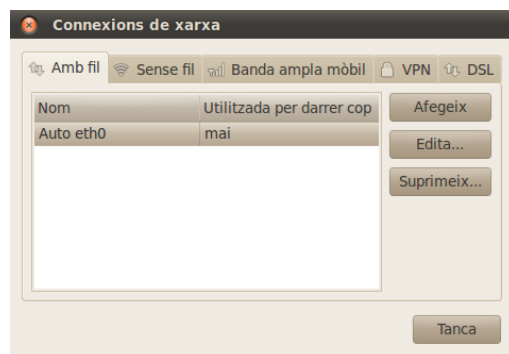 Connexions de xarxa
Amb fil Sense fil Banda ampla mòbil VPN DSL
Nom Utilitzada per darrer cop
Auto eth0 mai
Afegeix
Edita...
Suprimeix...
Tanca